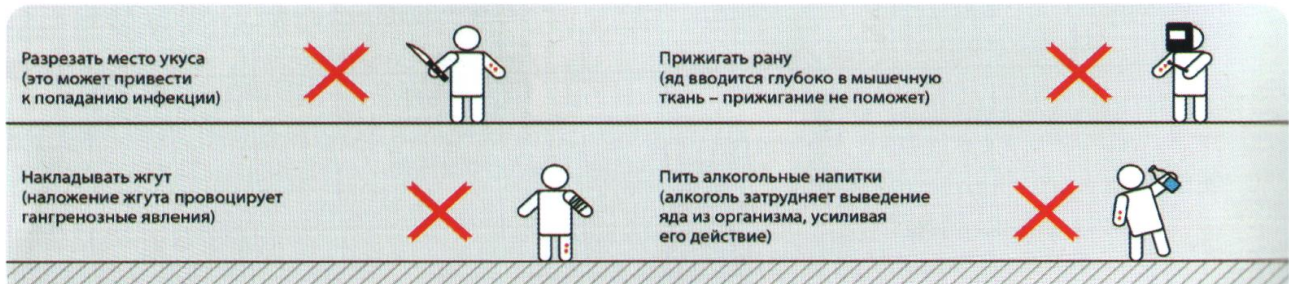 Разрезать место укуса
(это может привести
к попаданию инфекции)
Прижигать рану
(яд вводится глубоко в мышечную
ткань – прижигание не поможет)
Накладывать жгут
(наложение жгута провоцирует
гангренозные явления)
Пить алкогольные напитки
(алкоголь затрудняет выведение
яда из организма, усиливая
его действие)